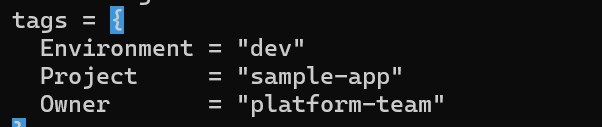 tags = {
  Environment = "dev"
  Project     = "sample-app"
  Owner       = "platform-team"
}